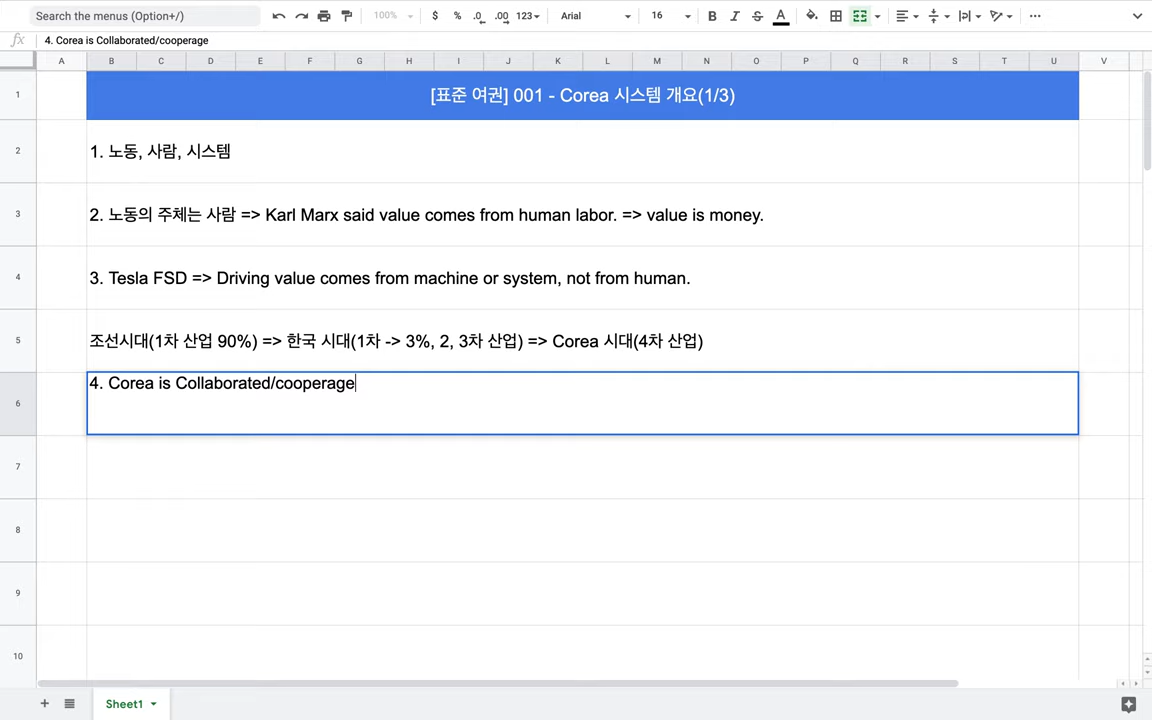 Search the menus (Option+/)
100%
$ % .0 .00 123
Arial
16
B I S A
fx 4. Corea is Collaborated/cooperage
A B C D E F G H I J K L M N O P Q R S T U V
1 [표준 여권] 001 - Corea 시스템 개요(1/3)
2 1. 노동, 사람, 시스템
3 2. 노동의 주체는 사람 => Karl Marx said value comes from human labor. => value is money.
4 3. Tesla FSD => Driving value comes from machine or system, not from human.
5 조선시대(1차 산업 90%) => 한국 시대(1차 -> 3%, 2, 3차 산업) => Corea 시대(4차 산업)
6 4. Corea is Collaborated/cooperage
7
8
9
10
Sheet1